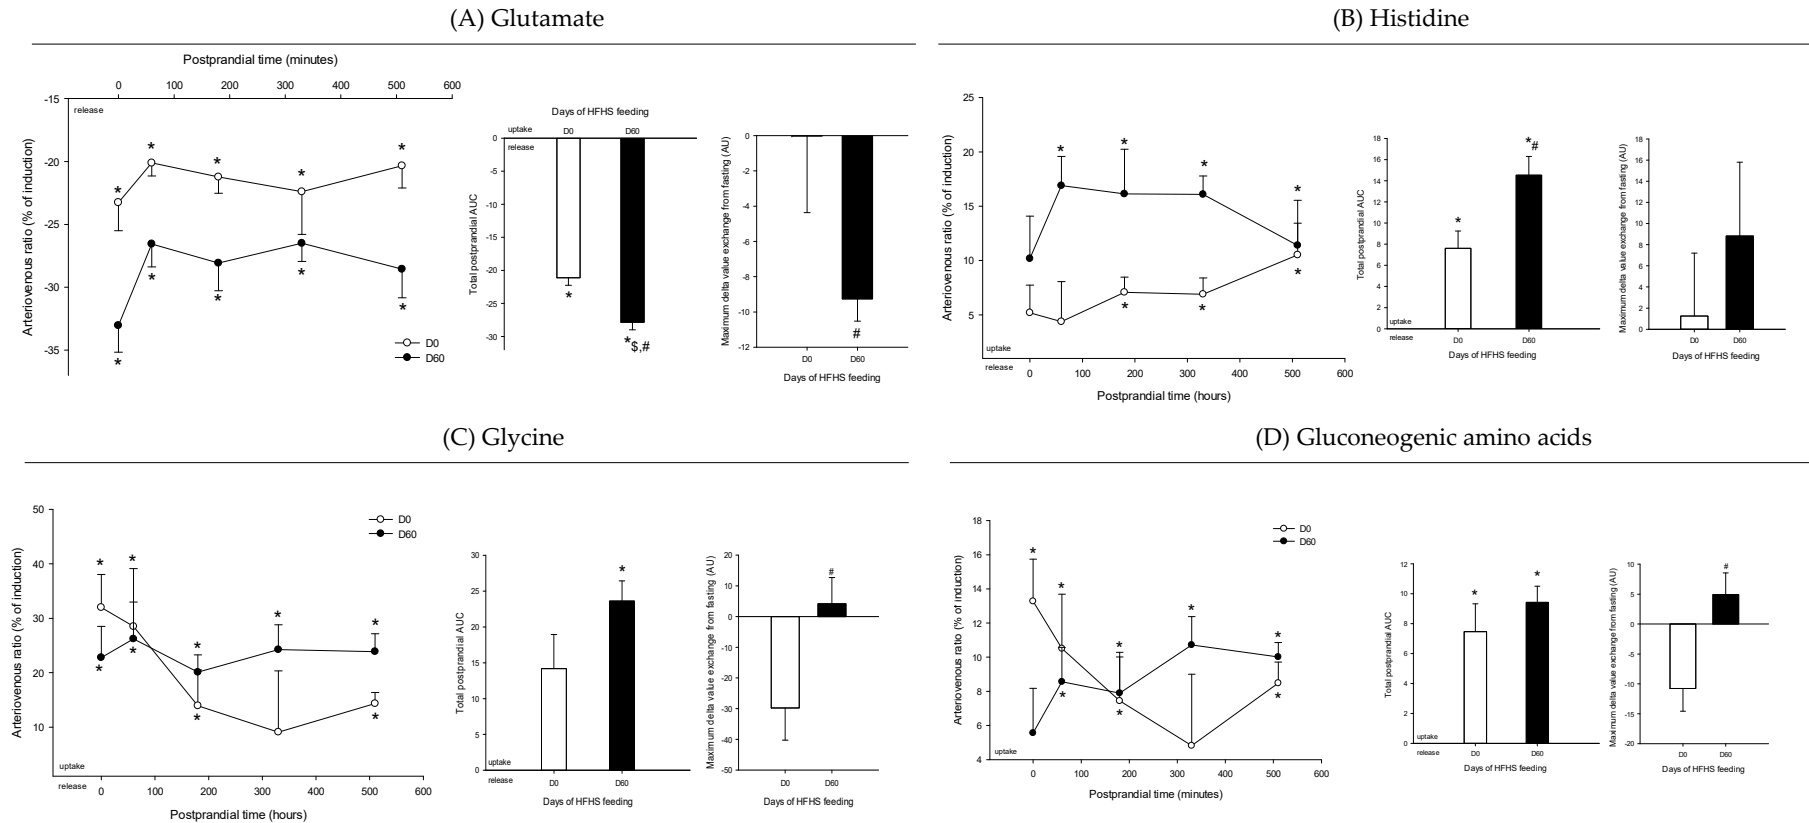 (A) Glutamate
Postprandial time (minutes)
0 100 200 300 400 500 600
-15
-20
-25
-30
-35
release
Arteriovenous ratio (% of induction)
* * * * *
* * * * *
D0
D60
Days of HFHS feeding
uptake D0 D60
release
0
-5
-10
-15
-20
-25
-30
Total postprandial AUC
*
*$,#
0
-2
-4
-6
-8
-10
-12
Maximum delta value exchange from fasting (AU)
#
D0 D60
Days of HFHS feeding
(B) Histidine
25
20
15
10
5
Arteriovenous ratio (% of induction)
* * * *
* * *
uptake
release
0 100 200 300 400 500 600
Postprandial time (hours)
18
16
14
12
10
8
6
4
2
0
Total postprandial AUC
*
*#
uptake
release
D0 D60
Days of HFHS feeding
18
16
14
12
10
8
6
4
2
0
Maximum delta value exchange from fasting (AU)
D0 D60
Days of HFHS feeding
(C) Glycine
50
40
30
20
10
Arteriovenous ratio (% of induction)
D0
D60
* * * * *
* * * *
uptake
release
0 100 200 300 400 500 600
Postprandial time (hours)
30
25
20
15
10
5
0
Total postprandial AUC
*
uptake
release
D0 D60
Days of HFHS feeding
20
10
0
-10
-20
-30
-40
-50
Maximum delta value exchange from fasting (AU)
#
D0 D60
Days of HFHS feeding
(D) Gluconeogenic amino acids
18
16
14
12
10
8
6
4
Arteriovenous ratio (% of induction)
D0
D60
* * * * *
* * *
uptake
0 100 200 300 400 500 600
Postprandial time (minutes)
12
10
8
6
4
2
0
Total postprandial AUC
* *
uptake
release
D0 D60
Days of HFHS feeding
10
5
0
-5
-10
-15
-20
Maximum delta value exchange from fasting (AU)
#
D0 D60
Days of HFHS feeding